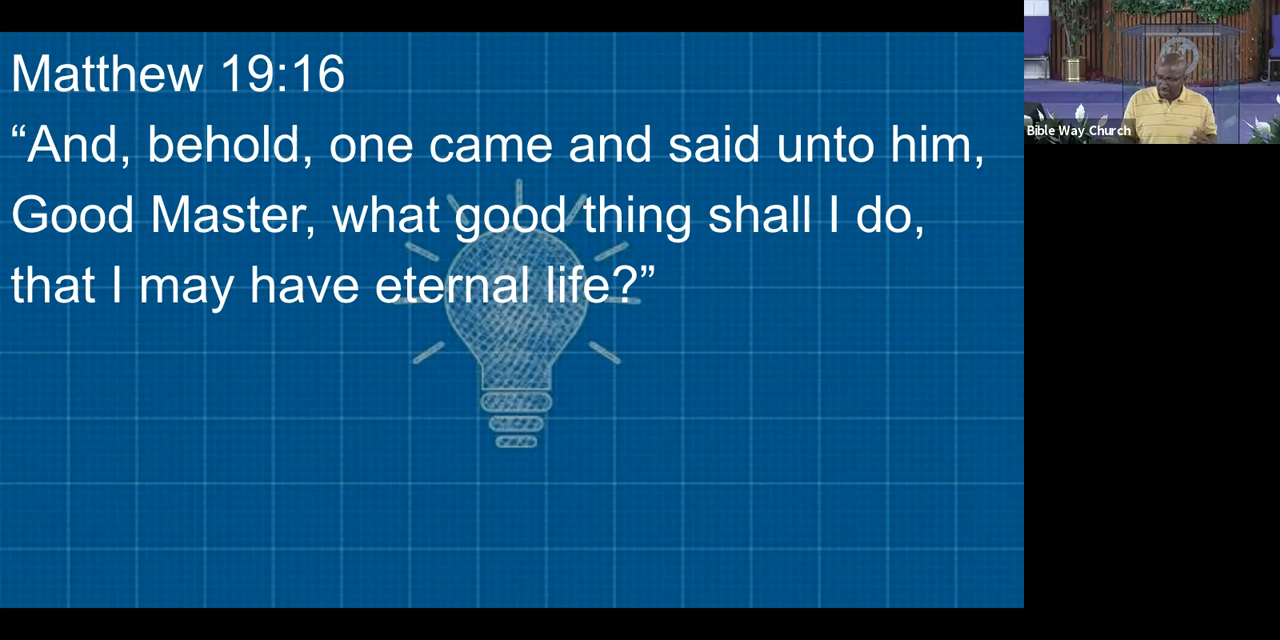 Matthew 19:16
“And, behold, one came and said unto him,
Good Master, what good thing shall I do,
that I may have eternal life?”
Bible Way Church